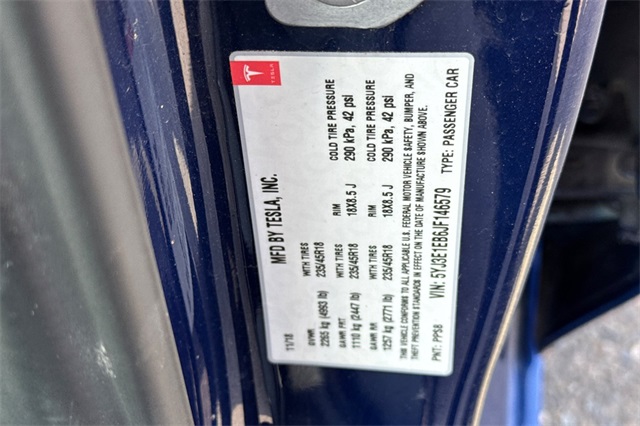 TESLA
MFD BY TESLA, INC.
11/18
GVWR
2265 kg (4993 lb)
WITH TIRES
235/45R18
RIM
18X8.5 J
COLD TIRE PRESSURE
290 kPa, 42 psi
GAWR FRT
1110 kg (2447 lb)
WITH TIRES
235/45R18
RIM
18X8.5 J
COLD TIRE PRESSURE
290 kPa, 42 psi
GAWR RR
1257 kg (2771 lb)
WITH TIRES
235/45R18
THIS VEHICLE CONFORMS TO ALL APPLICABLE U.S. FEDERAL MOTOR VEHICLE SAFETY, BUMPER, AND
THEFT PREVENTION STANDARDS IN EFFECT ON THE DATE OF MANUFACTURE SHOWN ABOVE.
PNT: PPSB VIN: 5YJ3E1EB6JF146579 TYPE: PASSENGER CAR